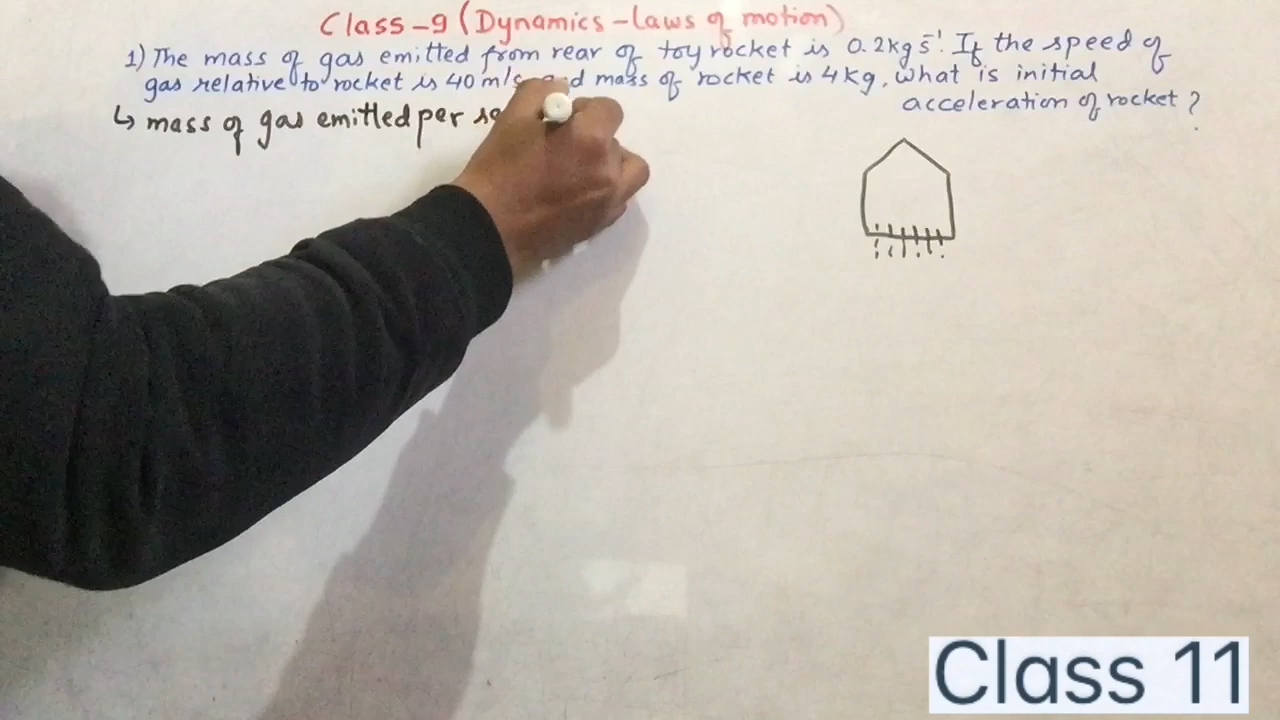 Class-9 (Dynamics-Laws of motion)
1) The mass of gas emitted from rear of toy rocket is 0.2kg s⁻¹. If the speed of
gas relative to rocket is 40 m/s mass of rocket is 4kg, what is initial
acceleration of rocket?
↳ mass of gas emitted per
Class 11